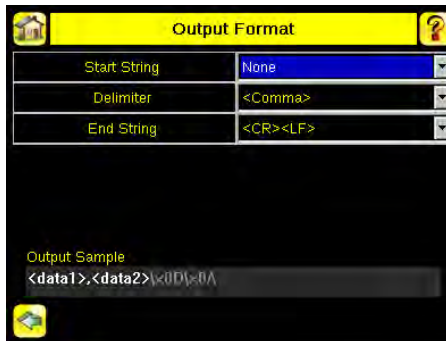 Output Format
Start String None
Delimiter <Comma>
End String <CR><LF>
Output Sample
<data1>,<data2>\x0D\x0A